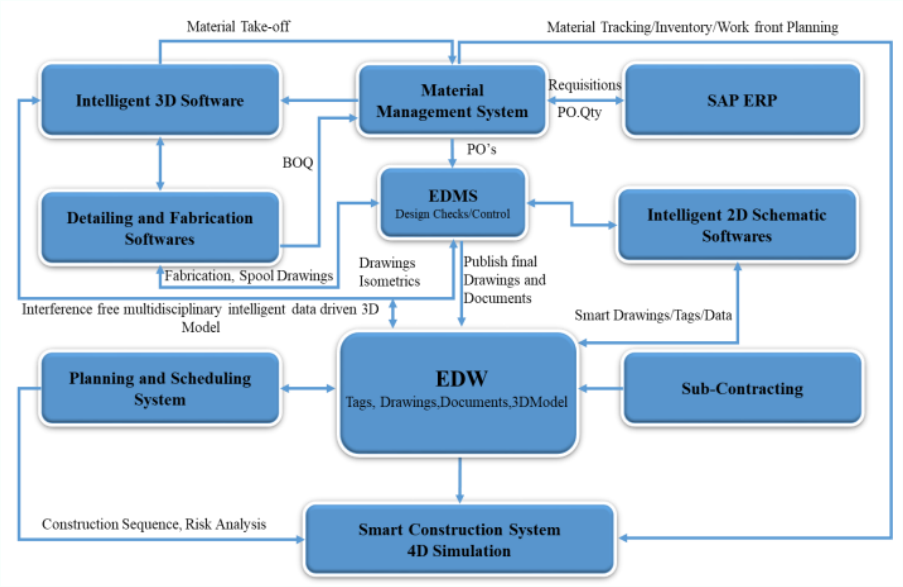 Material Take-off
Material Tracking/Inventory/Work front Planning
Intelligent 3D Software
Material
Management System
Requisitions
PO.Qty
SAP ERP
BOQ
PO's
EDMS
Design Checks/Control
Detailing and Fabrication
Softwares
Intelligent 2D Schematic
Softwares
Fabrication, Spool Drawings
Drawings
Isometrics
Publish final
Drawings and
Documents
Interference free multidisciplinary intelligent data driven 3D
Model
Smart Drawings/Tags/Data
Planning and Scheduling
System
EDW
Tags, Drawings,Documents,3DModel
Sub-Contracting
Construction Sequence, Risk Analysis
Smart Construction System
4D Simulation